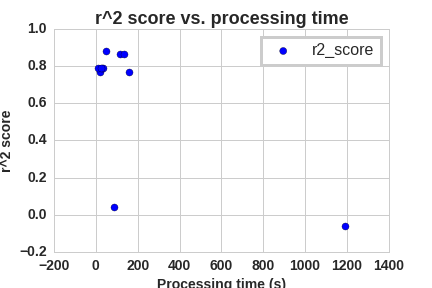 r^2 score vs. processing time
1.0
r2_score
0.8
0.6
r^2 score
0.4
0.2
0.0
−0.2
−200 0 200 400 600 800 1000 1200 1400
Processing time (s)